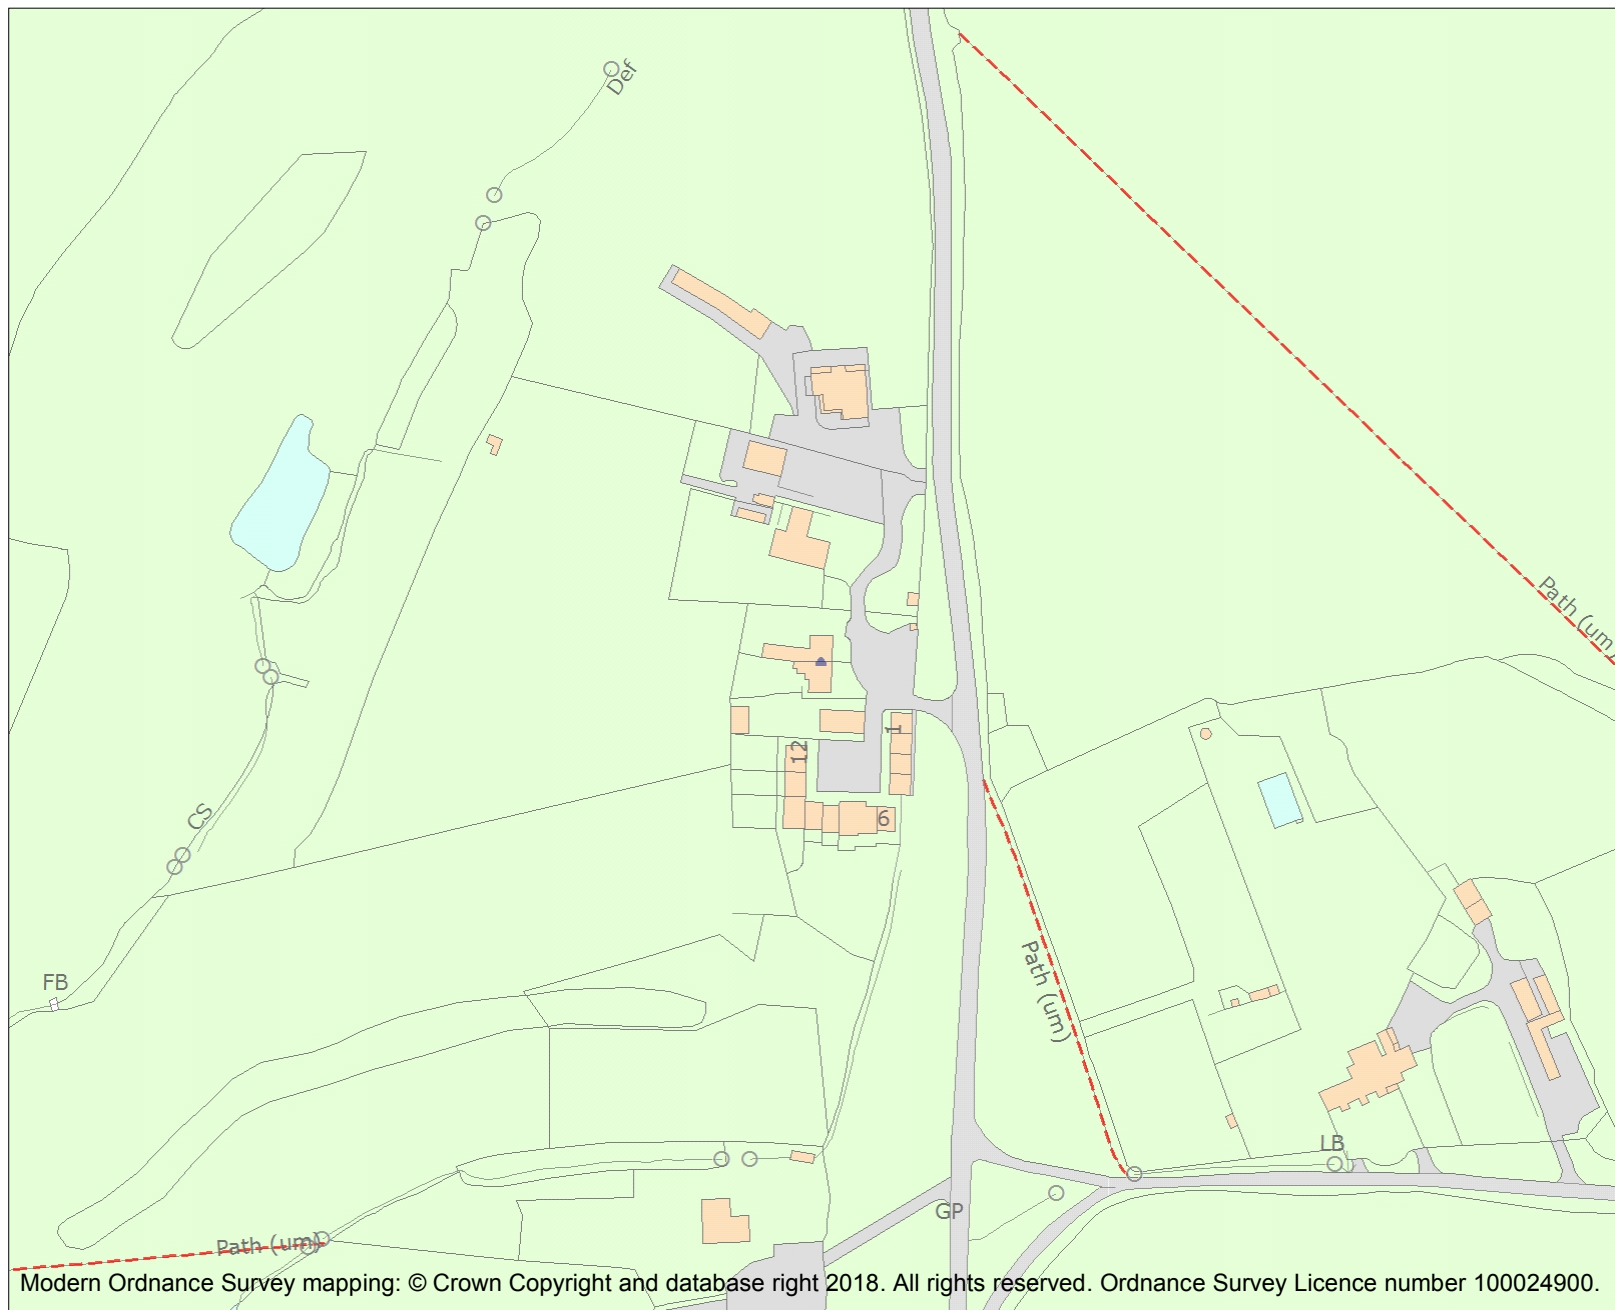 Def
Path (um)
1
12
6
CS
FB
Path (um)
LB
GP
Path (um)
Modern Ordnance Survey mapping: © Crown Copyright and database right 2018. All rights reserved. Ordnance Survey Licence number 100024900.